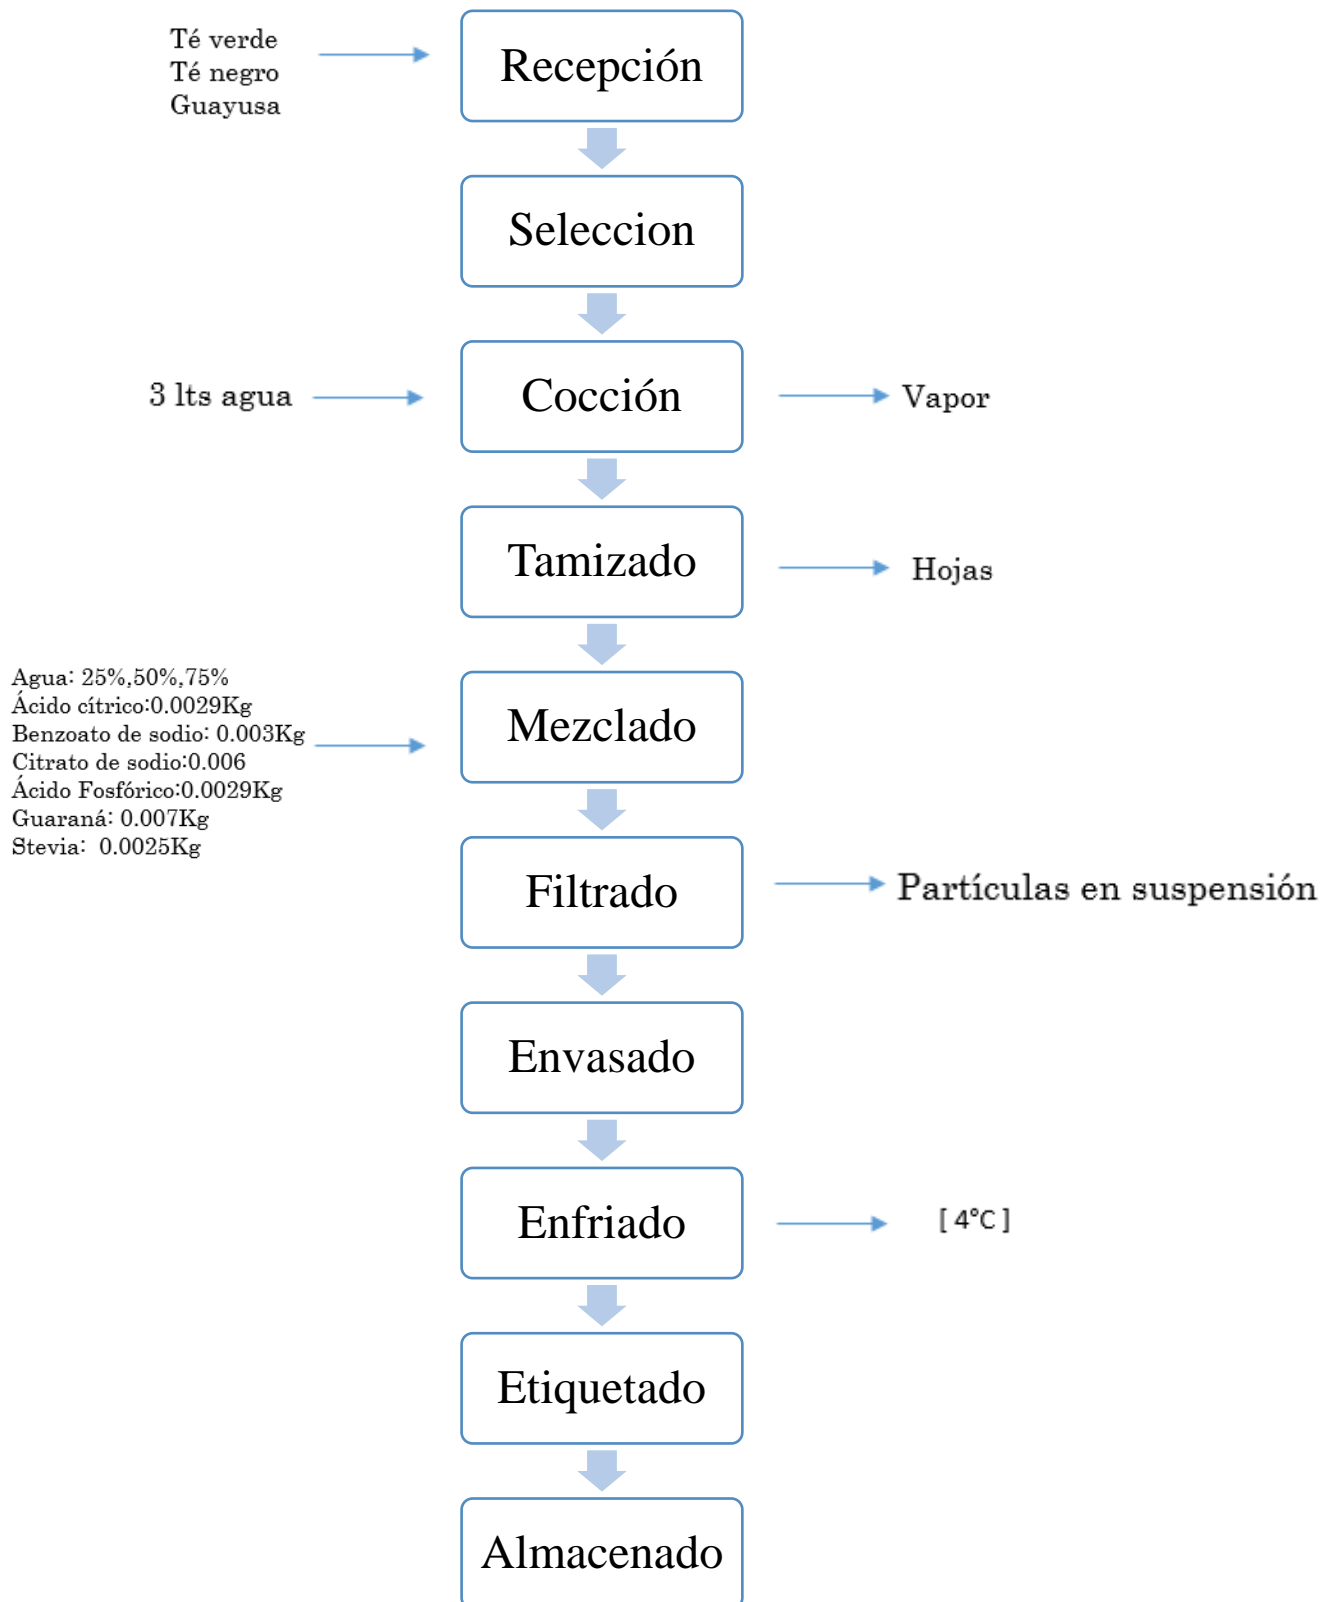 Té verde
Té negro
Guayusa
Recepción
Seleccion
3 lts agua
Cocción
Vapor
Tamizado
Hojas
Agua: 25%,50%,75%
Ácido cítrico:0.0029Kg
Benzoato de sodio: 0.003Kg
Citrato de sodio:0.006
Ácido Fosfórico:0.0029Kg
Guaraná: 0.007Kg
Stevia:  0.0025Kg
Mezclado
Filtrado
Partículas en suspensión
Envasado
Enfriado
[ 4°C ]
Etiquetado
Almacenado